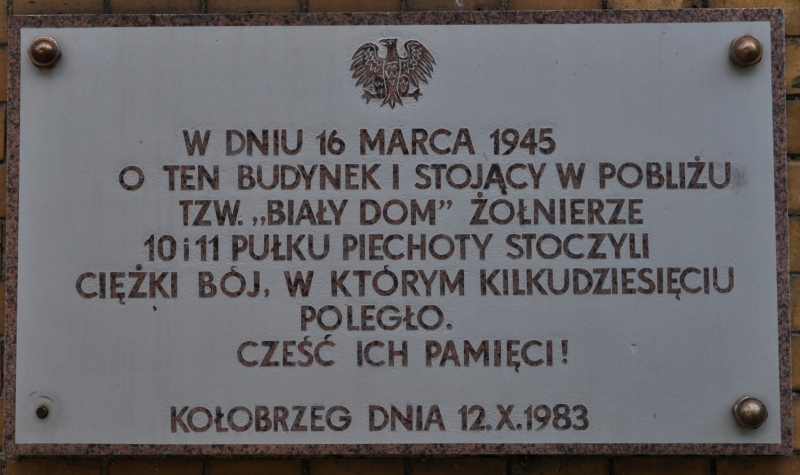 W DNIU 16 MARCA 1945
O TEN BUDYNEK I STOJĄCY W POBLIŻU
TZW. „BIAŁY DOM” ŻOŁNIERZE
10 i 11 PUŁKU PIECHOTY STOCZYLI
CIĘŻKI BÓJ, W KTÓRYM KILKUDZIESIĘCIU
POLEGŁO.
CZEŚĆ ICH PAMIĘCI!
KOŁOBRZEG DNIA 12.X.1983